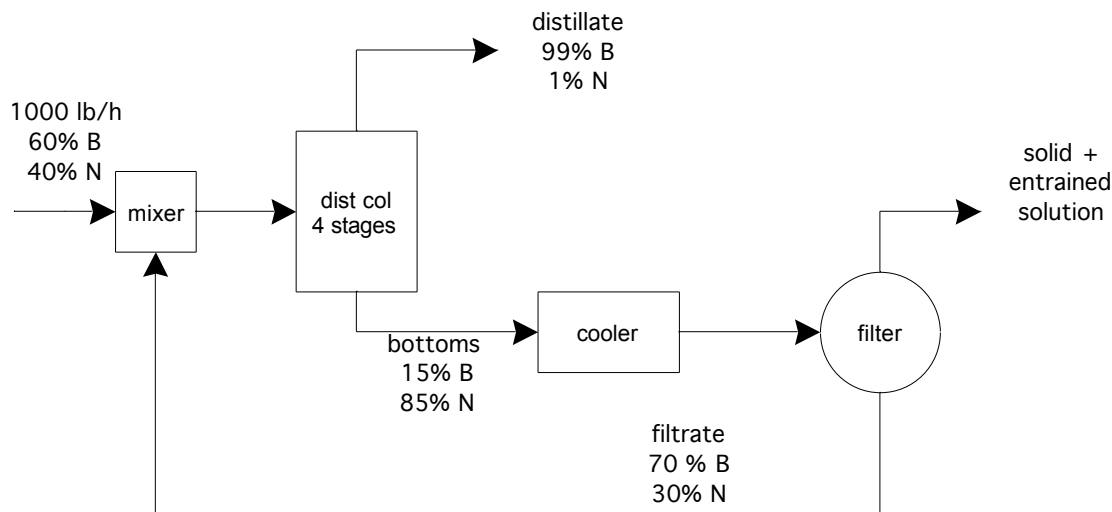 distillate
99% B
1% N
1000 lb/h
60% B
40% N
solid +
entrained
solution
mixer
dist col
4 stages
bottoms
15% B
85% N
cooler
filter
filtrate
70 % B
30% N